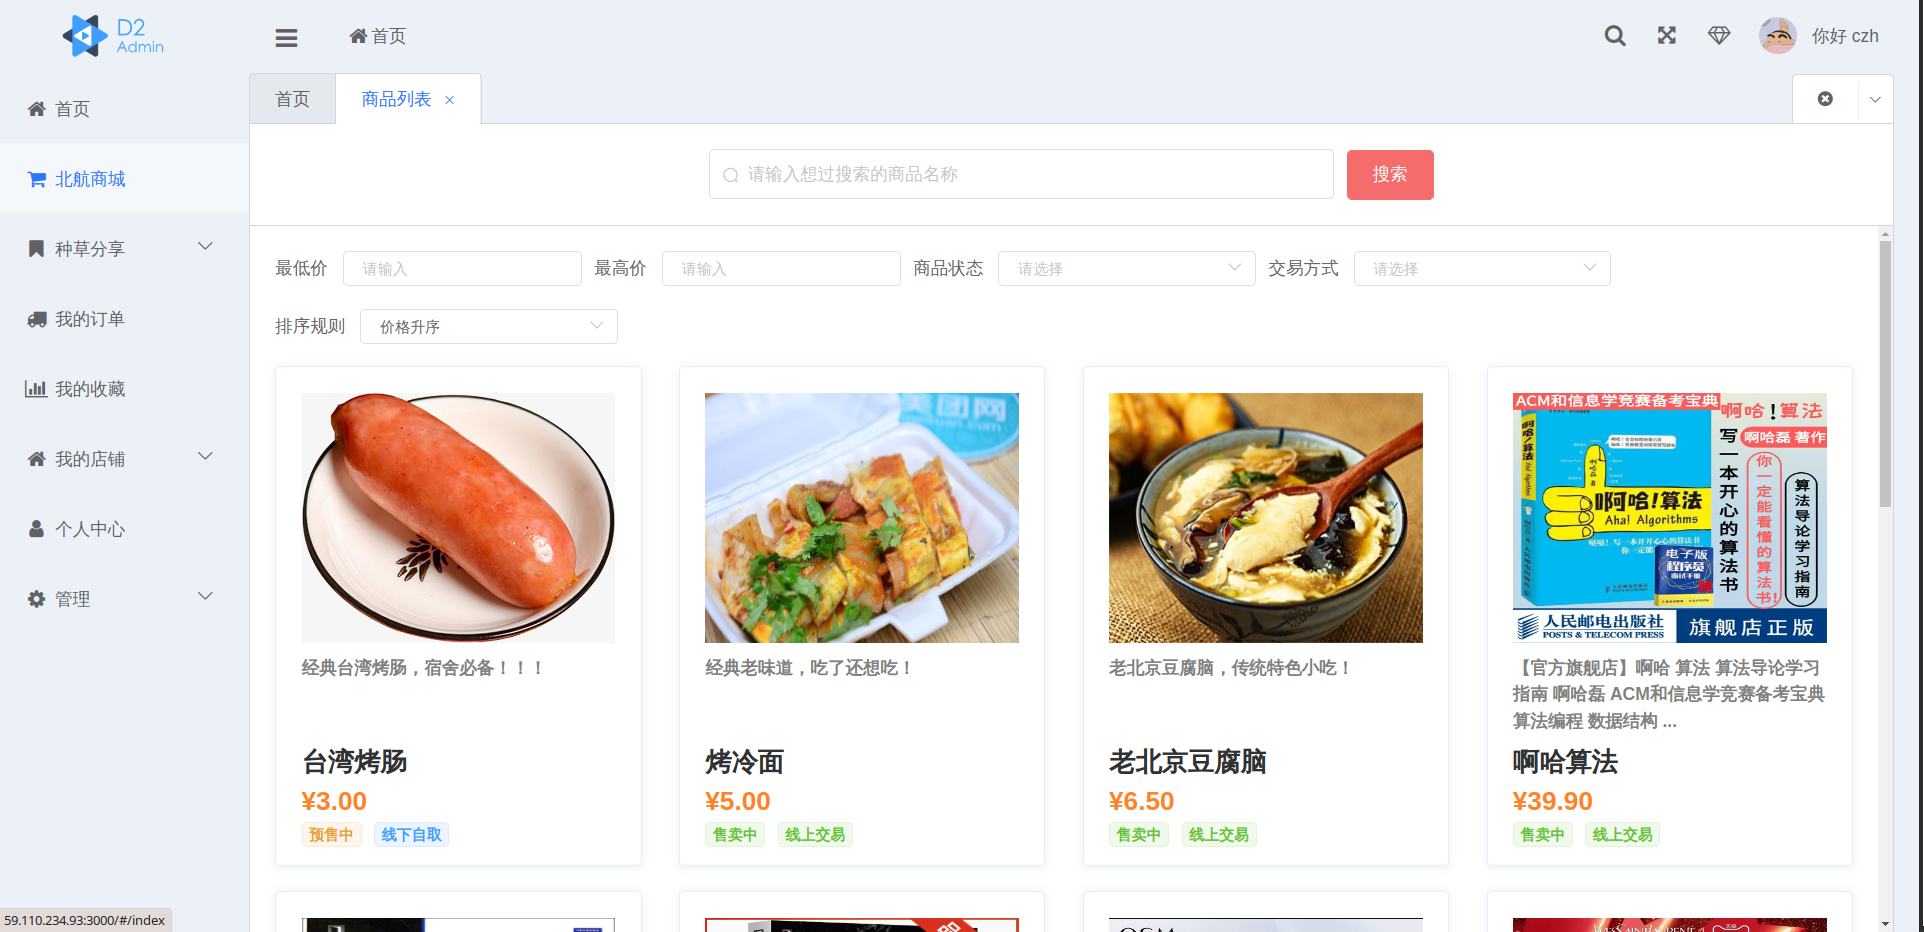 D2
Admin
首页
你好 czh
首页
商品列表
首页
北航商城
种草分享
我的订单
我的收藏
我的店铺
个人中心
管理
请输入想过搜索的商品名称
搜索
最低价 请输入 最高价 请输入 商品状态 请选择 交易方式 请选择
排序规则 价格升序
经典台湾烤肠，宿舍必备！！！
台湾烤肠
¥3.00
预售中 线下自取
经典老味道，吃了还想吃！
烤冷面
¥5.00
售卖中 线上交易
老北京豆腐脑，传统特色小吃！
老北京豆腐脑
¥6.50
售卖中 线上交易
ACM和信息学竞赛备考宝典
啊哈!算法
啊哈磊 著作
写一本开心的算法书
你一定能看懂的算法书!
算法导论学习指南
啊哈!算法
Aha! Algorithms
电子版
程序员
面试手册
人民邮电出版社
POSTS & TELECOM PRESS
旗舰店正版
【官方旗舰店】啊哈 算法 算法导论学习
指南 啊哈磊 ACM和信息学竞赛备考宝典
算法编程 数据结构 ...
啊哈算法
¥39.90
售卖中 线上交易
59.110.234.93:3000/#/index